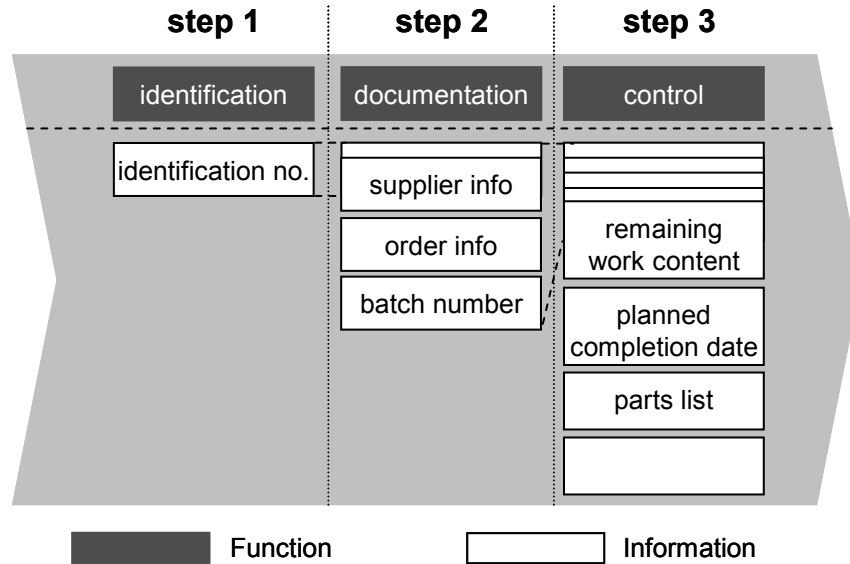 step 1
step 2
step 3
identification
documentation
control
identification no.
supplier info
order info
batch number
remaining
work content
planned
completion date
parts list
Function
Information